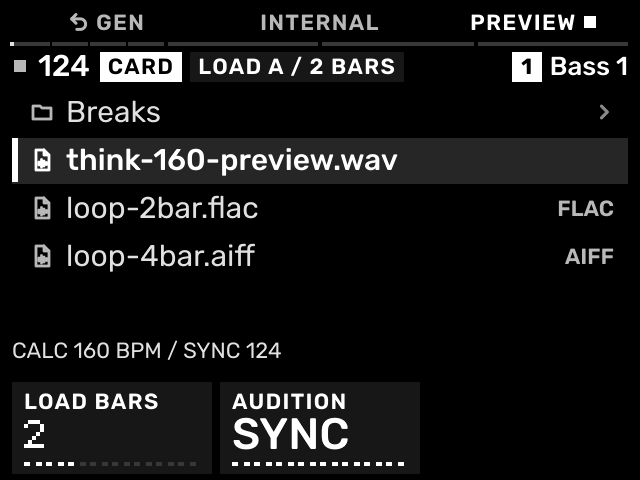 GEN INTERNAL PREVIEW
124 CARD LOAD A / 2 BARS 1 Bass 1
Breaks
think-160-preview.wav
loop-2bar.flac FLAC
loop-4bar.aiff AIFF
CALC 160 BPM / SYNC 124
LOAD BARS AUDITION
2 SYNC